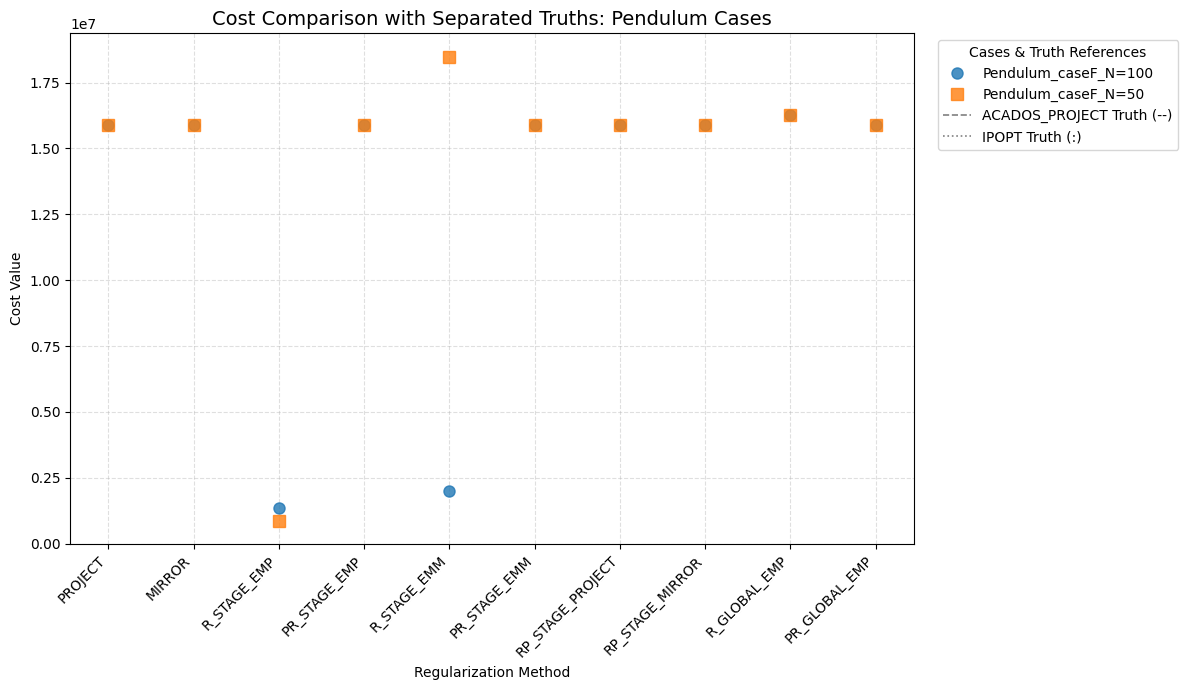 Cost Comparison with Separated Truths: Pendulum Cases
1e7
1.75
1.50
1.25
1.00
0.75
0.50
0.25
0.00
Cost Value
PROJECT
MIRROR
R_STAGE_EMP
PR_STAGE_EMP
R_STAGE_EMM
PR_STAGE_EMM
RP_STAGE_PROJECT
RP_STAGE_MIRROR
R_GLOBAL_EMP
PR_GLOBAL_EMP
Regularization Method
Cases & Truth References
Pendulum_caseF_N=100
Pendulum_caseF_N=50
ACADOS_PROJECT Truth (--)
IPOPT Truth (:)